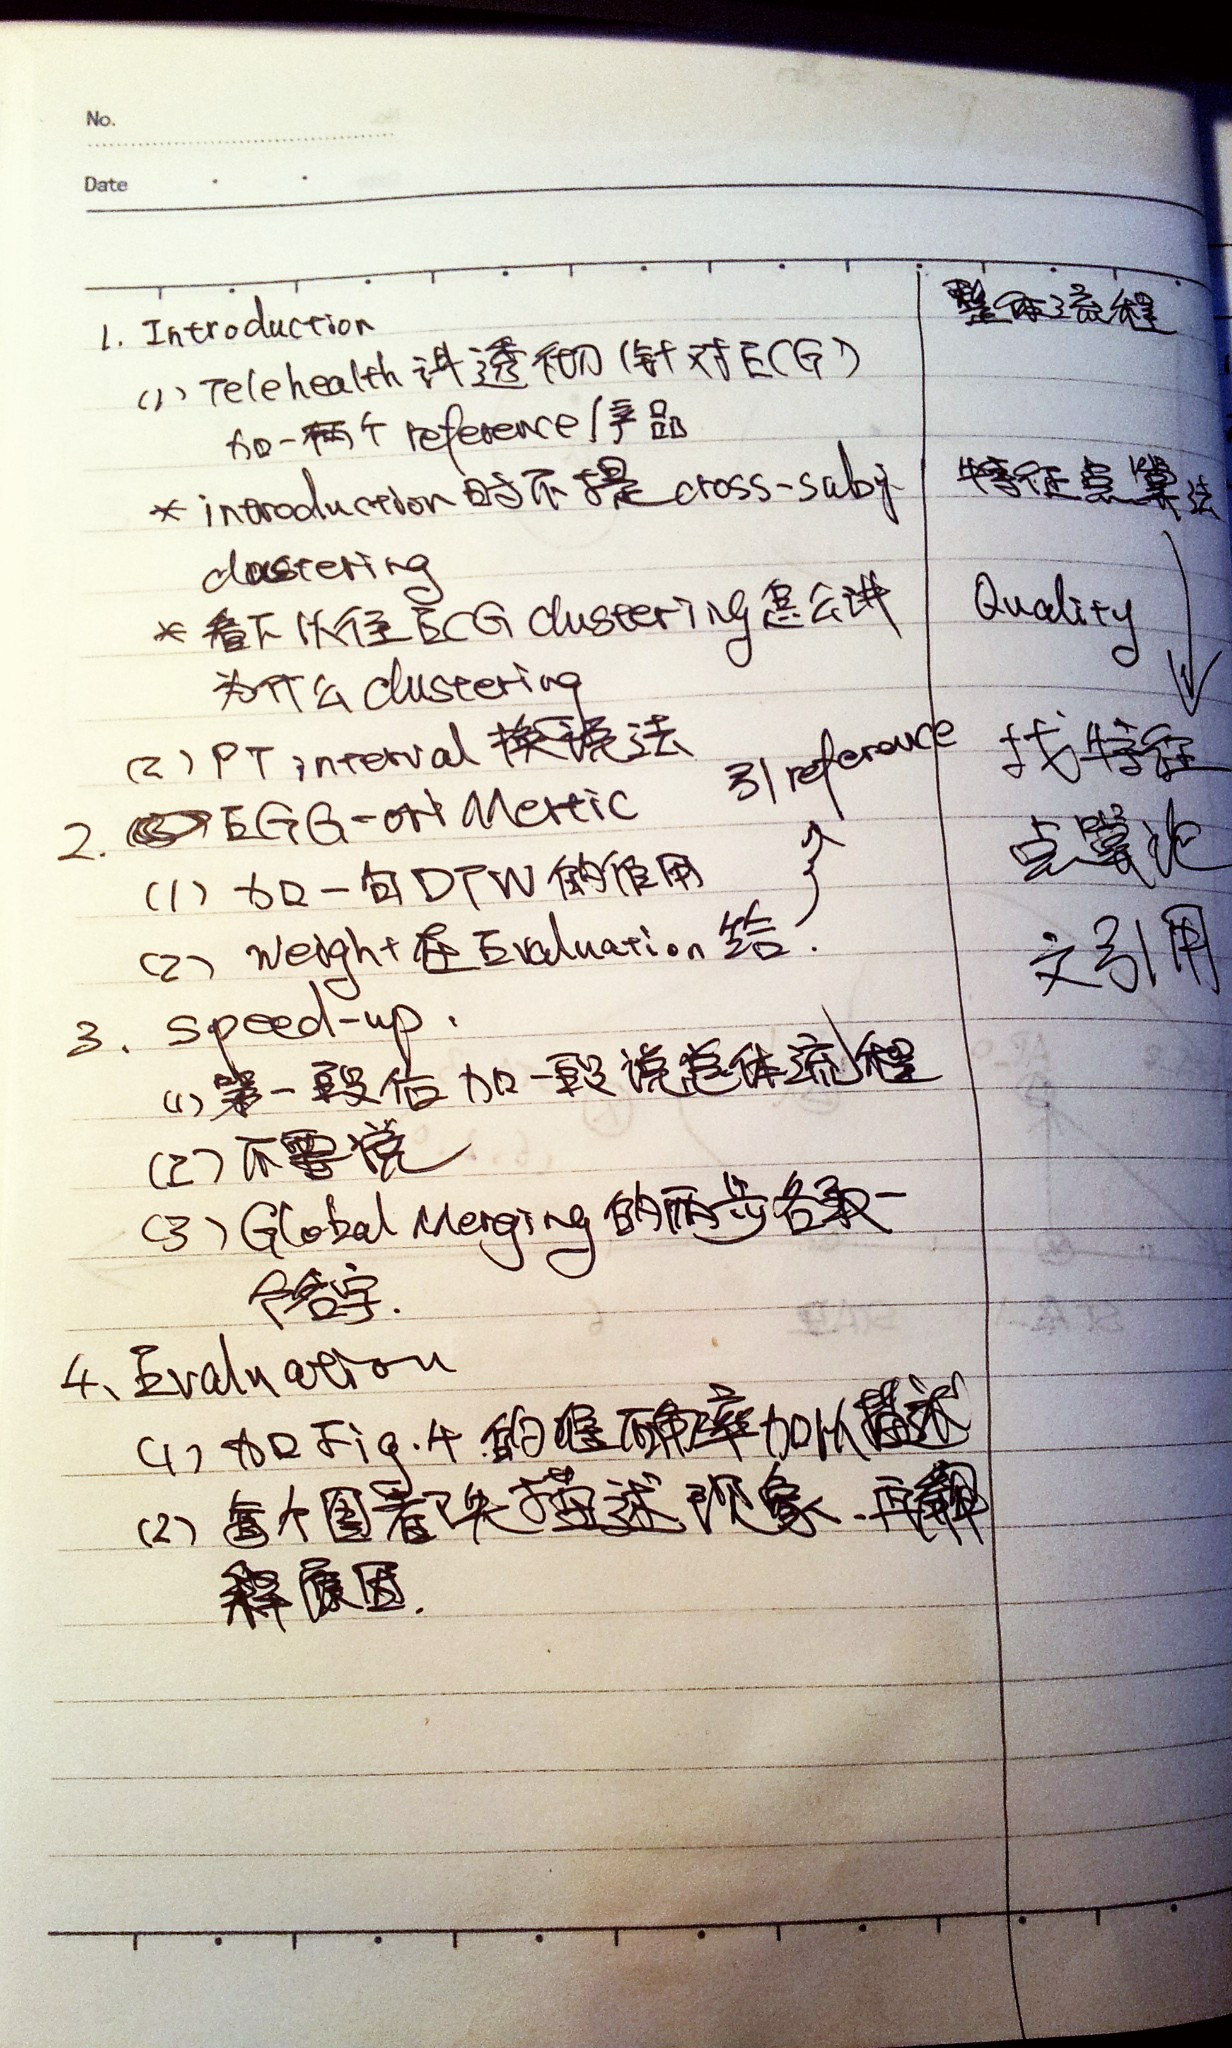 No.
Date
1. Introduction
(1) Telehealth 讲透彻 (针对ECG)
加一两个 reference/产品
* introduction 时不提 cross-subj
clustering
* 看下以往 ECG clustering 怎么讲
为什么 clustering
(2) PT interval 换说法
2. ECG-ori Mertic
(1) 加一句 DTW 的作用
(2) Weight 在 Evaluation 给.
引 reference
3. Speed-up.
(1) 第一段后加一段说总体流程
(2) 不要说
(3) Global Merging 的两步各取一
个名字.
4. Evaluation
(1) 加 Fig.4 的准确率加以描述
(2) 每个图都先描述现象.再解
释原因.
整体流程
特征点算法
Quality
找特征
点算论
文引用